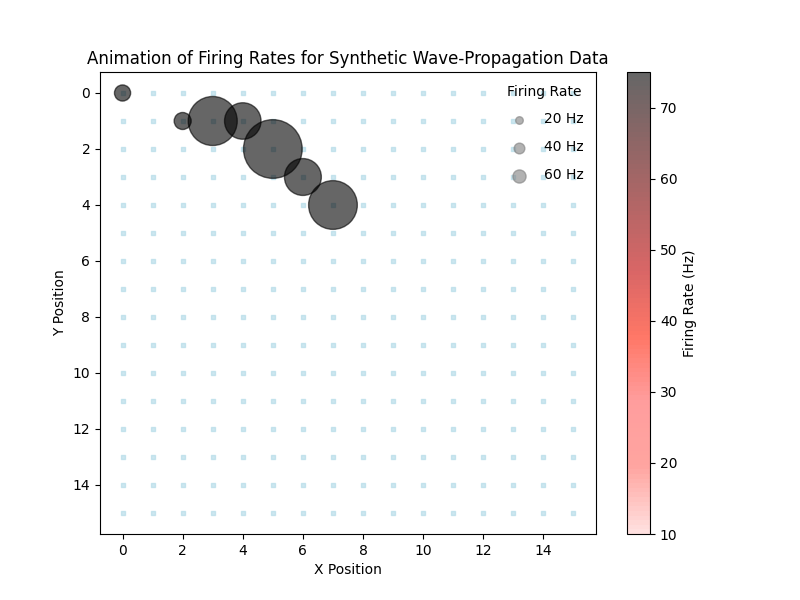 Animation of Firing Rates for Synthetic Wave-Propagation Data
Firing Rate
20 Hz
40 Hz
60 Hz
0
2
4
6
8
10
12
14
Y Position
0
2
4
6
8
10
12
14
X Position
70
60
50
40
30
20
10
Firing Rate (Hz)